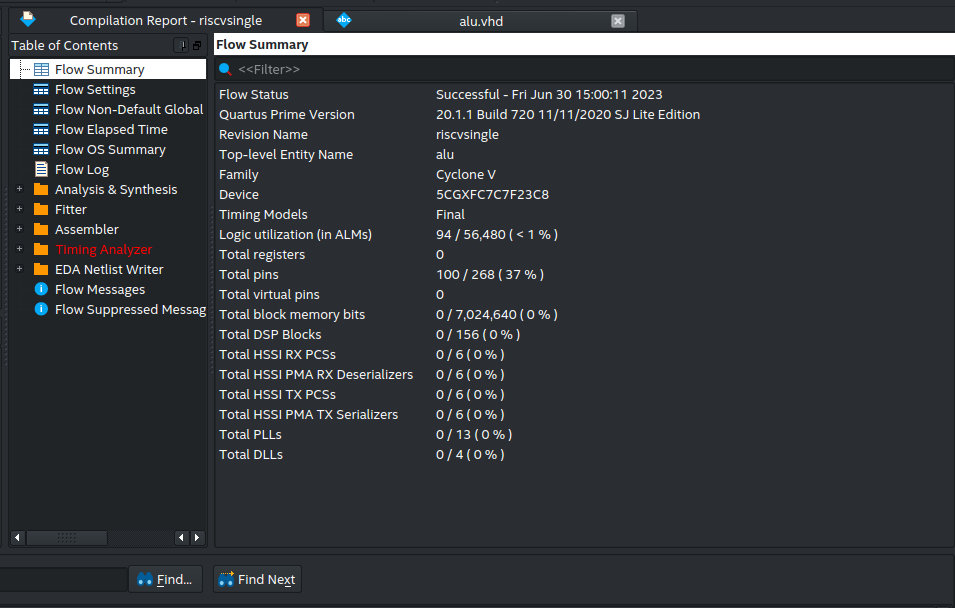 Compilation Report - riscvsingle
abc alu.vhd
Table of Contents
Flow Summary
Flow Settings
Flow Non-Default Global
Flow Elapsed Time
Flow OS Summary
Flow Log
Analysis & Synthesis
Fitter
Assembler
Timing Analyzer
EDA Netlist Writer
Flow Messages
Flow Suppressed Messag
Flow Summary
<<Filter>>
Flow Status Successful - Fri Jun 30 15:00:11 2023
Quartus Prime Version 20.1.1 Build 720 11/11/2020 SJ Lite Edition
Revision Name riscvsingle
Top-level Entity Name alu
Family Cyclone V
Device 5CGXFC7C7F23C8
Timing Models Final
Logic utilization (in ALMs) 94 / 56,480 ( < 1 % )
Total registers 0
Total pins 100 / 268 ( 37 % )
Total virtual pins 0
Total block memory bits 0 / 7,024,640 ( 0 % )
Total DSP Blocks 0 / 156 ( 0 % )
Total HSSI RX PCSs 0 / 6 ( 0 % )
Total HSSI PMA RX Deserializers 0 / 6 ( 0 % )
Total HSSI TX PCSs 0 / 6 ( 0 % )
Total HSSI PMA TX Serializers 0 / 6 ( 0 % )
Total PLLs 0 / 13 ( 0 % )
Total DLLs 0 / 4 ( 0 % )
Find... Find Next